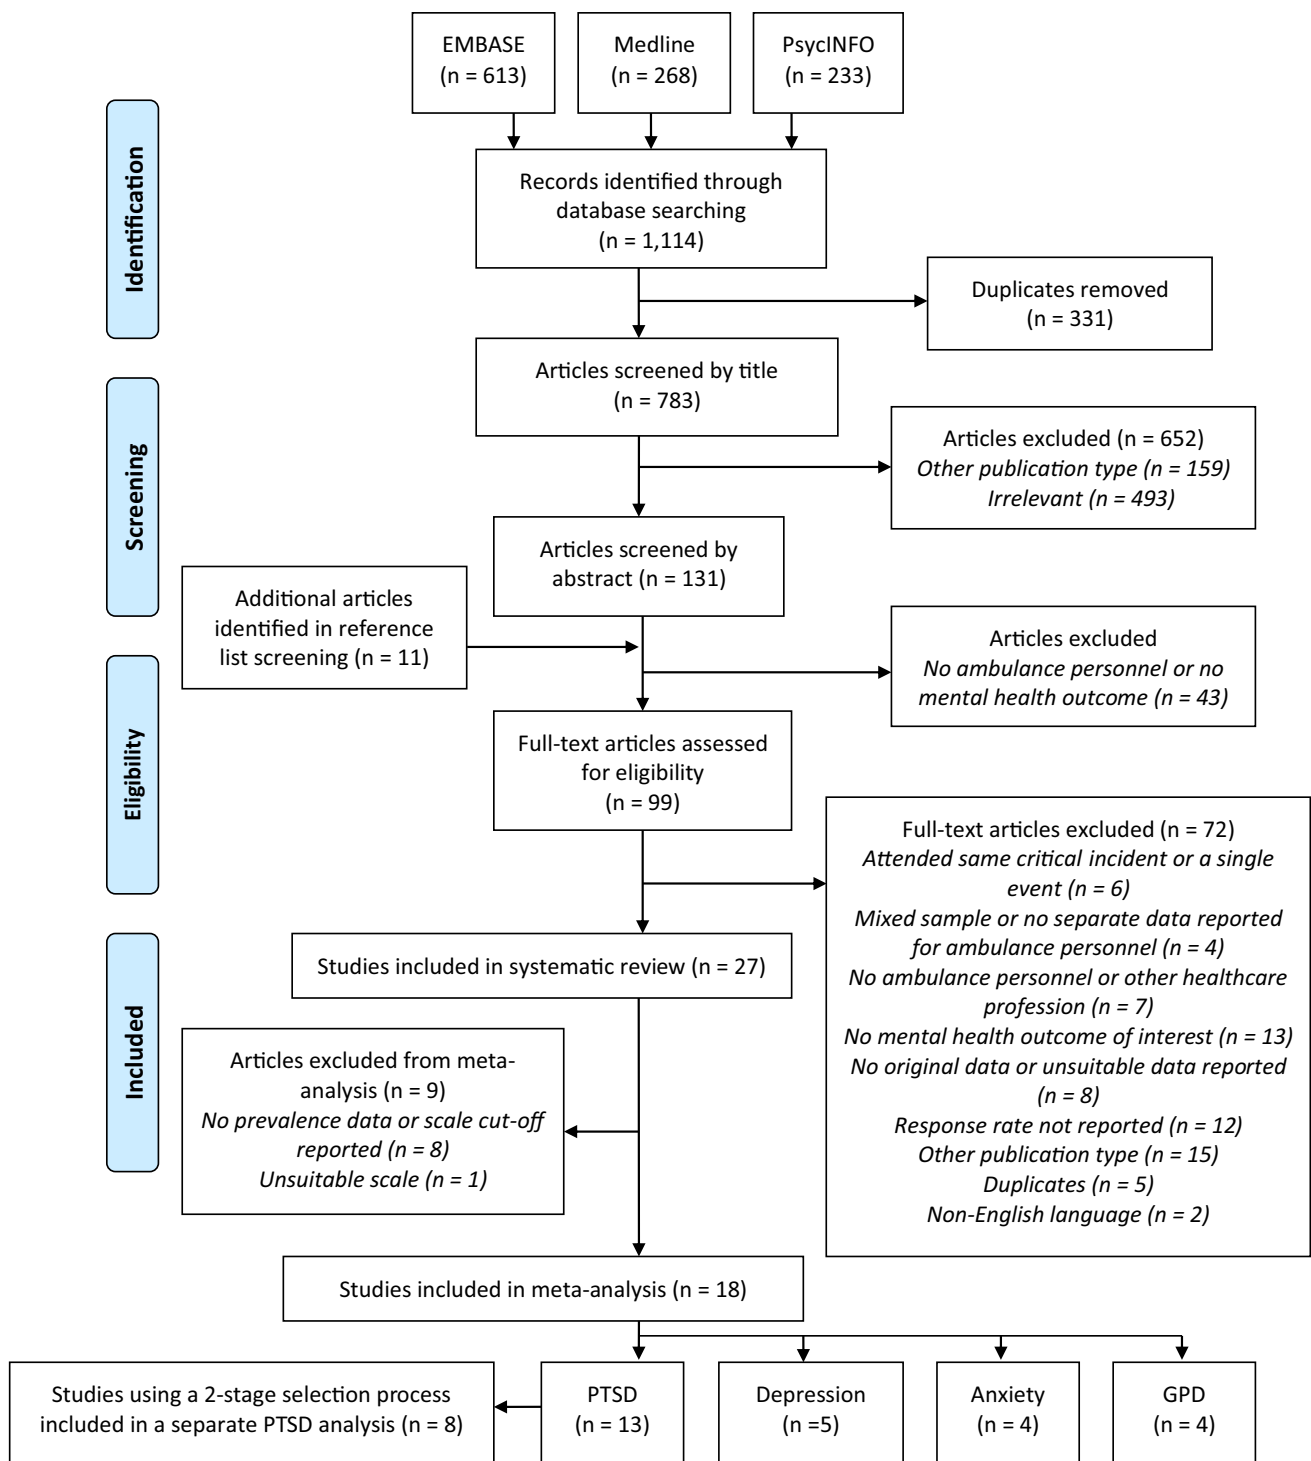 EMBASE
(n = 613)
Medline
(n = 268)
PsycINFO
(n = 233)
Identification
Records identified through
database searching
(n = 1,114)
Duplicates removed
(n = 331)
Articles screened by title
(n = 783)
Screening
Articles excluded (n = 652)
Other publication type (n = 159)
Irrelevant (n = 493)
Articles screened by
abstract (n = 131)
Additional articles
identified in reference
list screening (n = 11)
Articles excluded
No ambulance personnel or no
mental health outcome (n = 43)
Eligibility
Full-text articles assessed
for eligibility
(n = 99)
Full-text articles excluded (n = 72)
Attended same critical incident or a single
event (n = 6)
Mixed sample or no separate data reported
for ambulance personnel (n = 4)
No ambulance personnel or other healthcare
profession (n = 7)
No mental health outcome of interest (n = 13)
No original data or unsuitable data reported
(n = 8)
Response rate not reported (n = 12)
Other publication type (n = 15)
Duplicates (n = 5)
Non-English language (n = 2)
Included
Studies included in systematic review (n = 27)
Articles excluded from meta-
analysis (n = 9)
No prevalence data or scale cut-off
reported (n = 8)
Unsuitable scale (n = 1)
Studies included in meta-analysis (n = 18)
Studies using a 2-stage selection process
included in a separate PTSD analysis (n = 8)
PTSD
(n = 13)
Depression
(n =5)
Anxiety
(n = 4)
GPD
(n = 4)